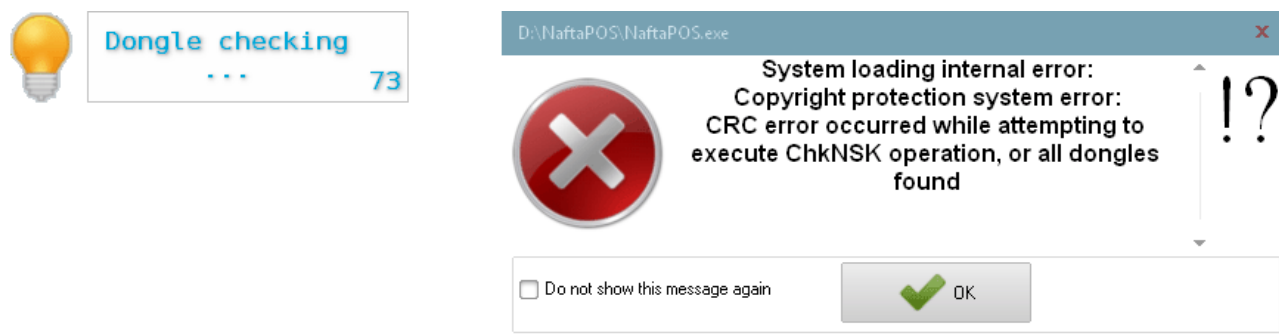 Dongle checking
... 73
D:\NaftaPOS\NaftaPOS.exe x
System loading internal error:
Copyright protection system error:
CRC error occurred while attempting to
execute ChkNSK operation, or all dongles
found
!?
Do not show this message again
OK